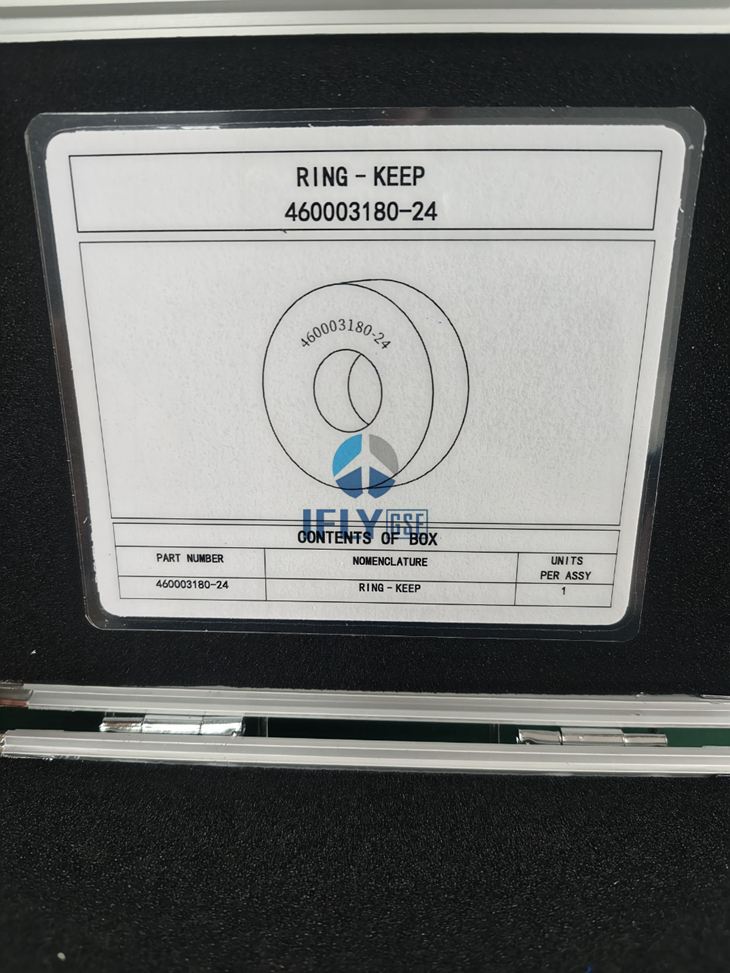 RING - KEEP
460003180-24
460003180-24
IFLY GSE
CONTENTS OF BOX
PART NUMBER NOMENCLATURE UNITS PER ASSY
460003180-24 RING - KEEP 1